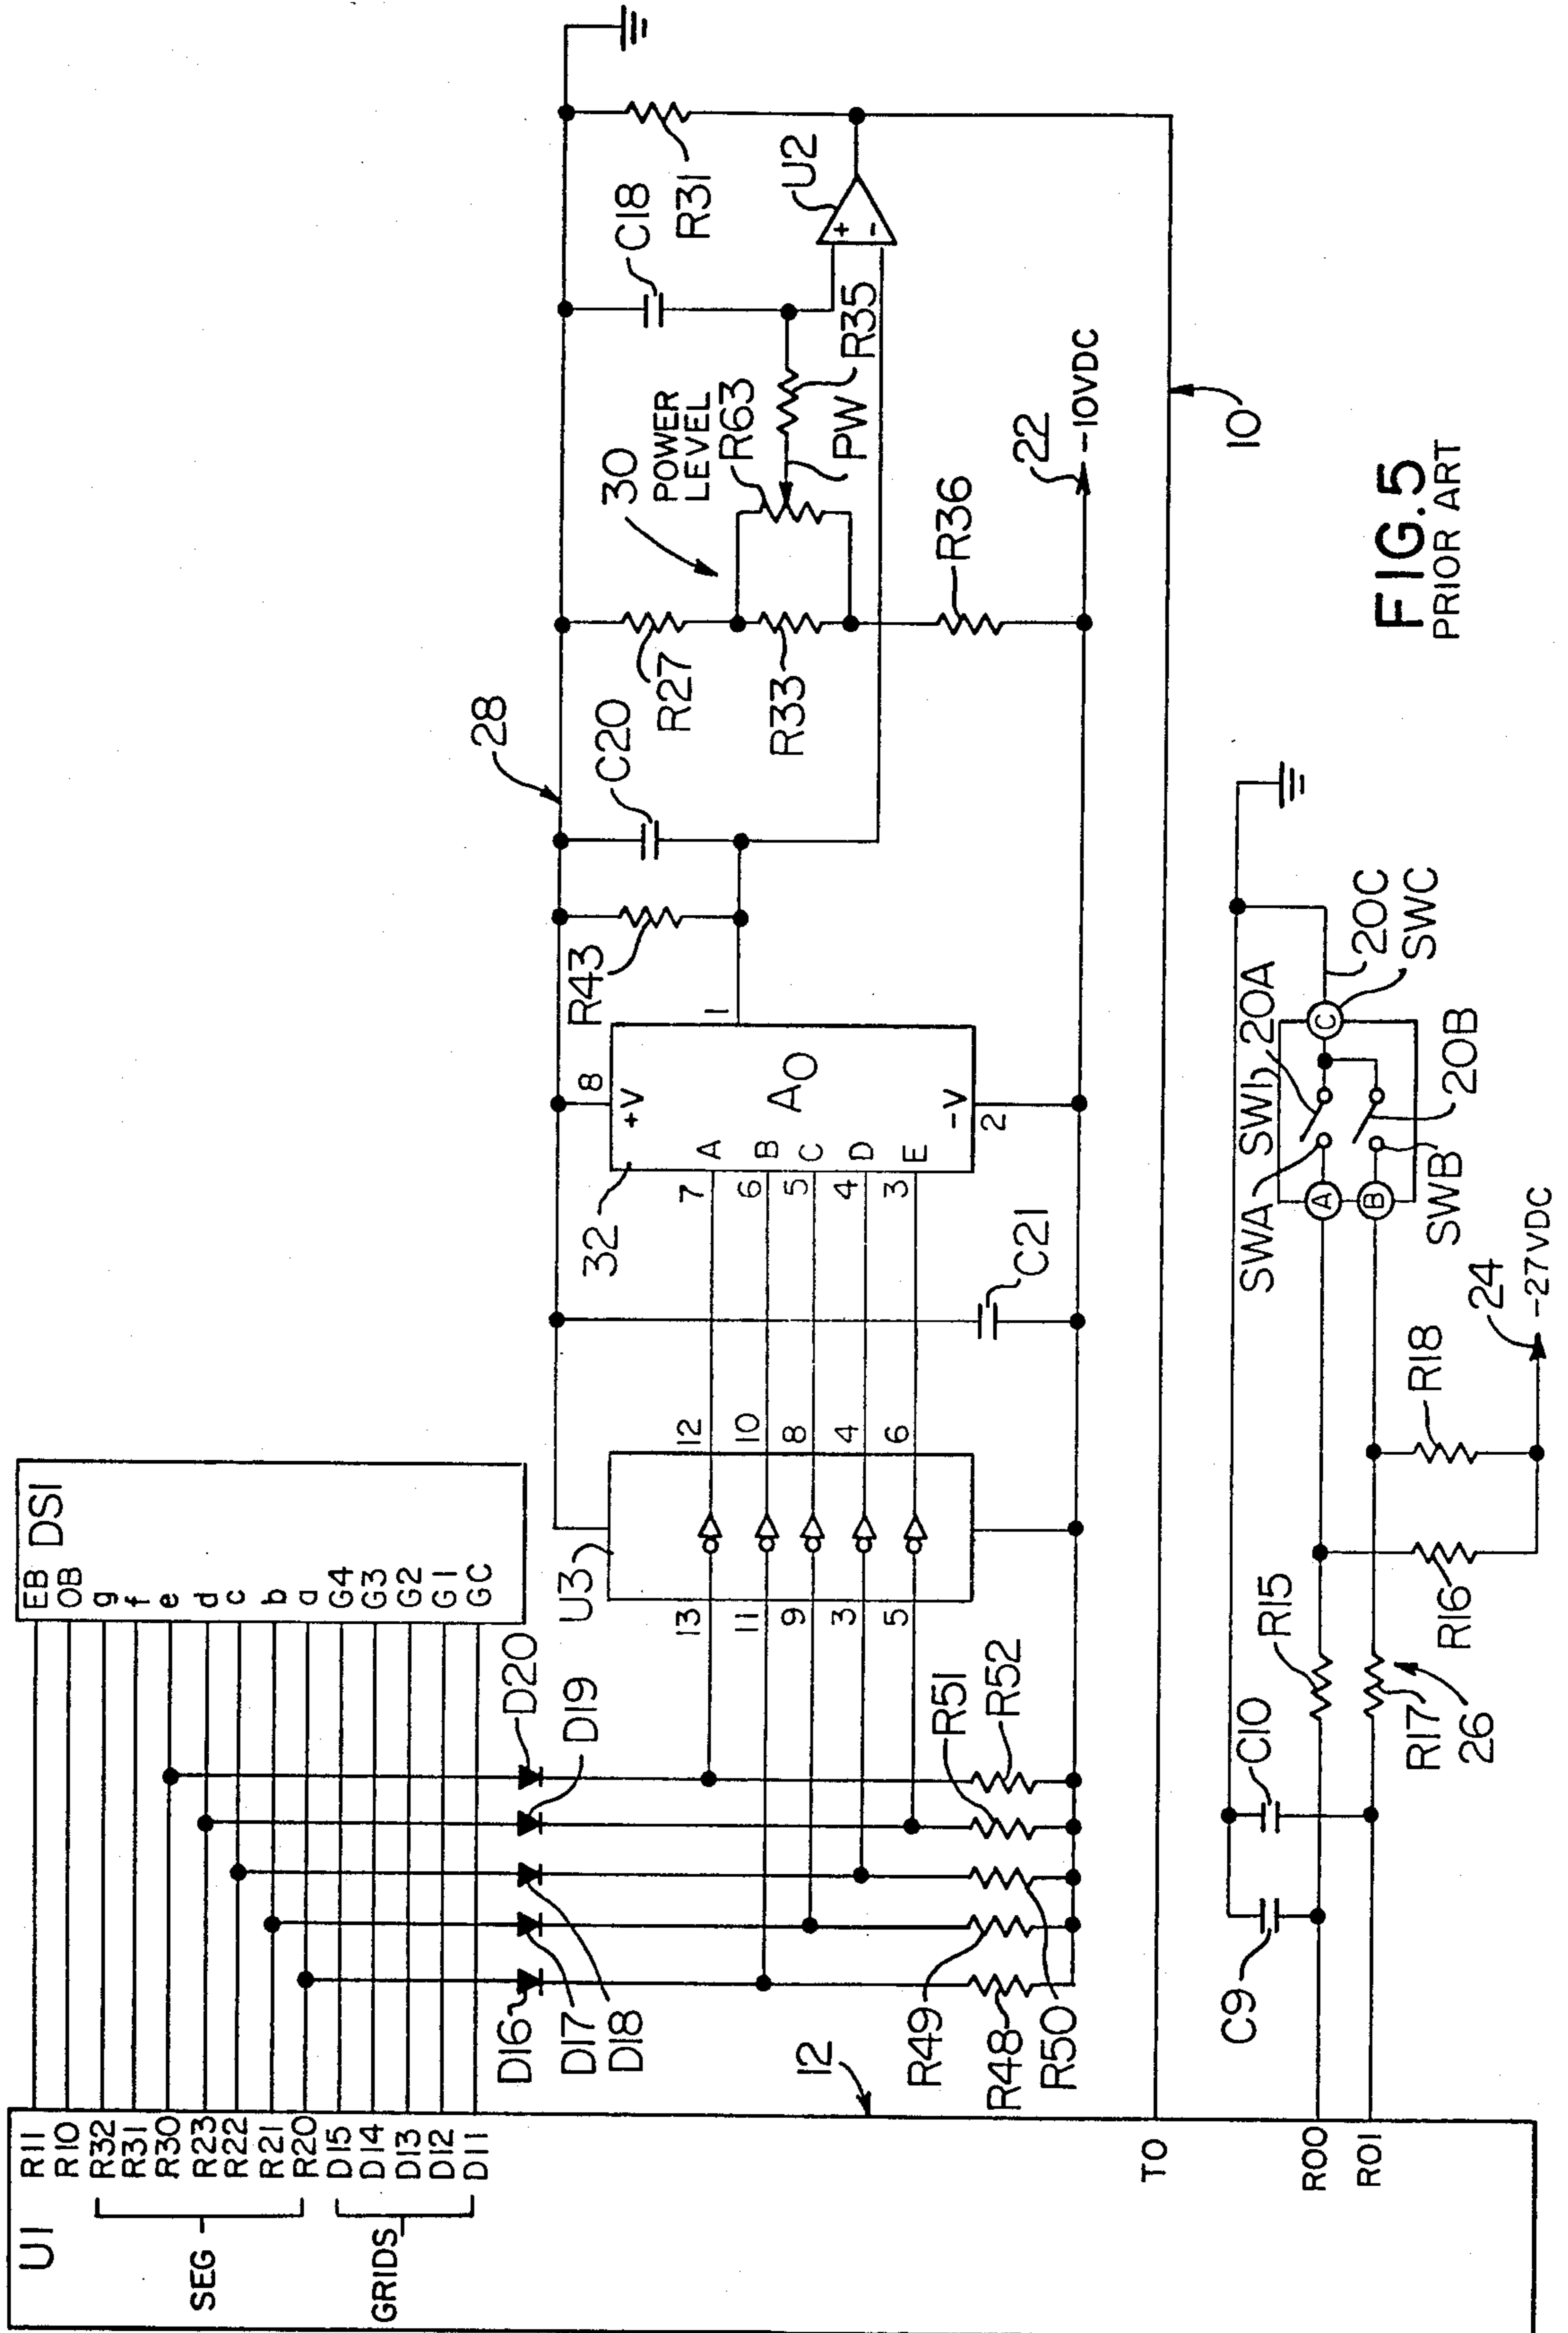 U1
R11
R10
R32
R31
R30
R23
R22
R21
R20
D15
D14
D13
D12
D11
SEG
GRIDS
EB
OB
g
f
e
d
c
b
a
G4
G3
G2
G1
GC
DS1
D20
D19
D16
D17
D18
R51
R52
R49
R48
R50
12
U3
13
11
9
3
5
12
10
8
4
6
C21
32
7
6
5
4
3
A
B
C
D
E
8
+V
AO
-V
2
1
R43
C20
28
R27
R33
R36
30
POWER
LEVEL
R63
PW
R35
C18
R31
U2
+
-
22
-10VDC
10
TO
ROO
RO1
C9
C10
R15
R17
26
R16
R18
24
-27VDC
SWA
SW1
20A
A
B
C
SWB
20B
20C
SWC
FIG.5
PRIOR ART